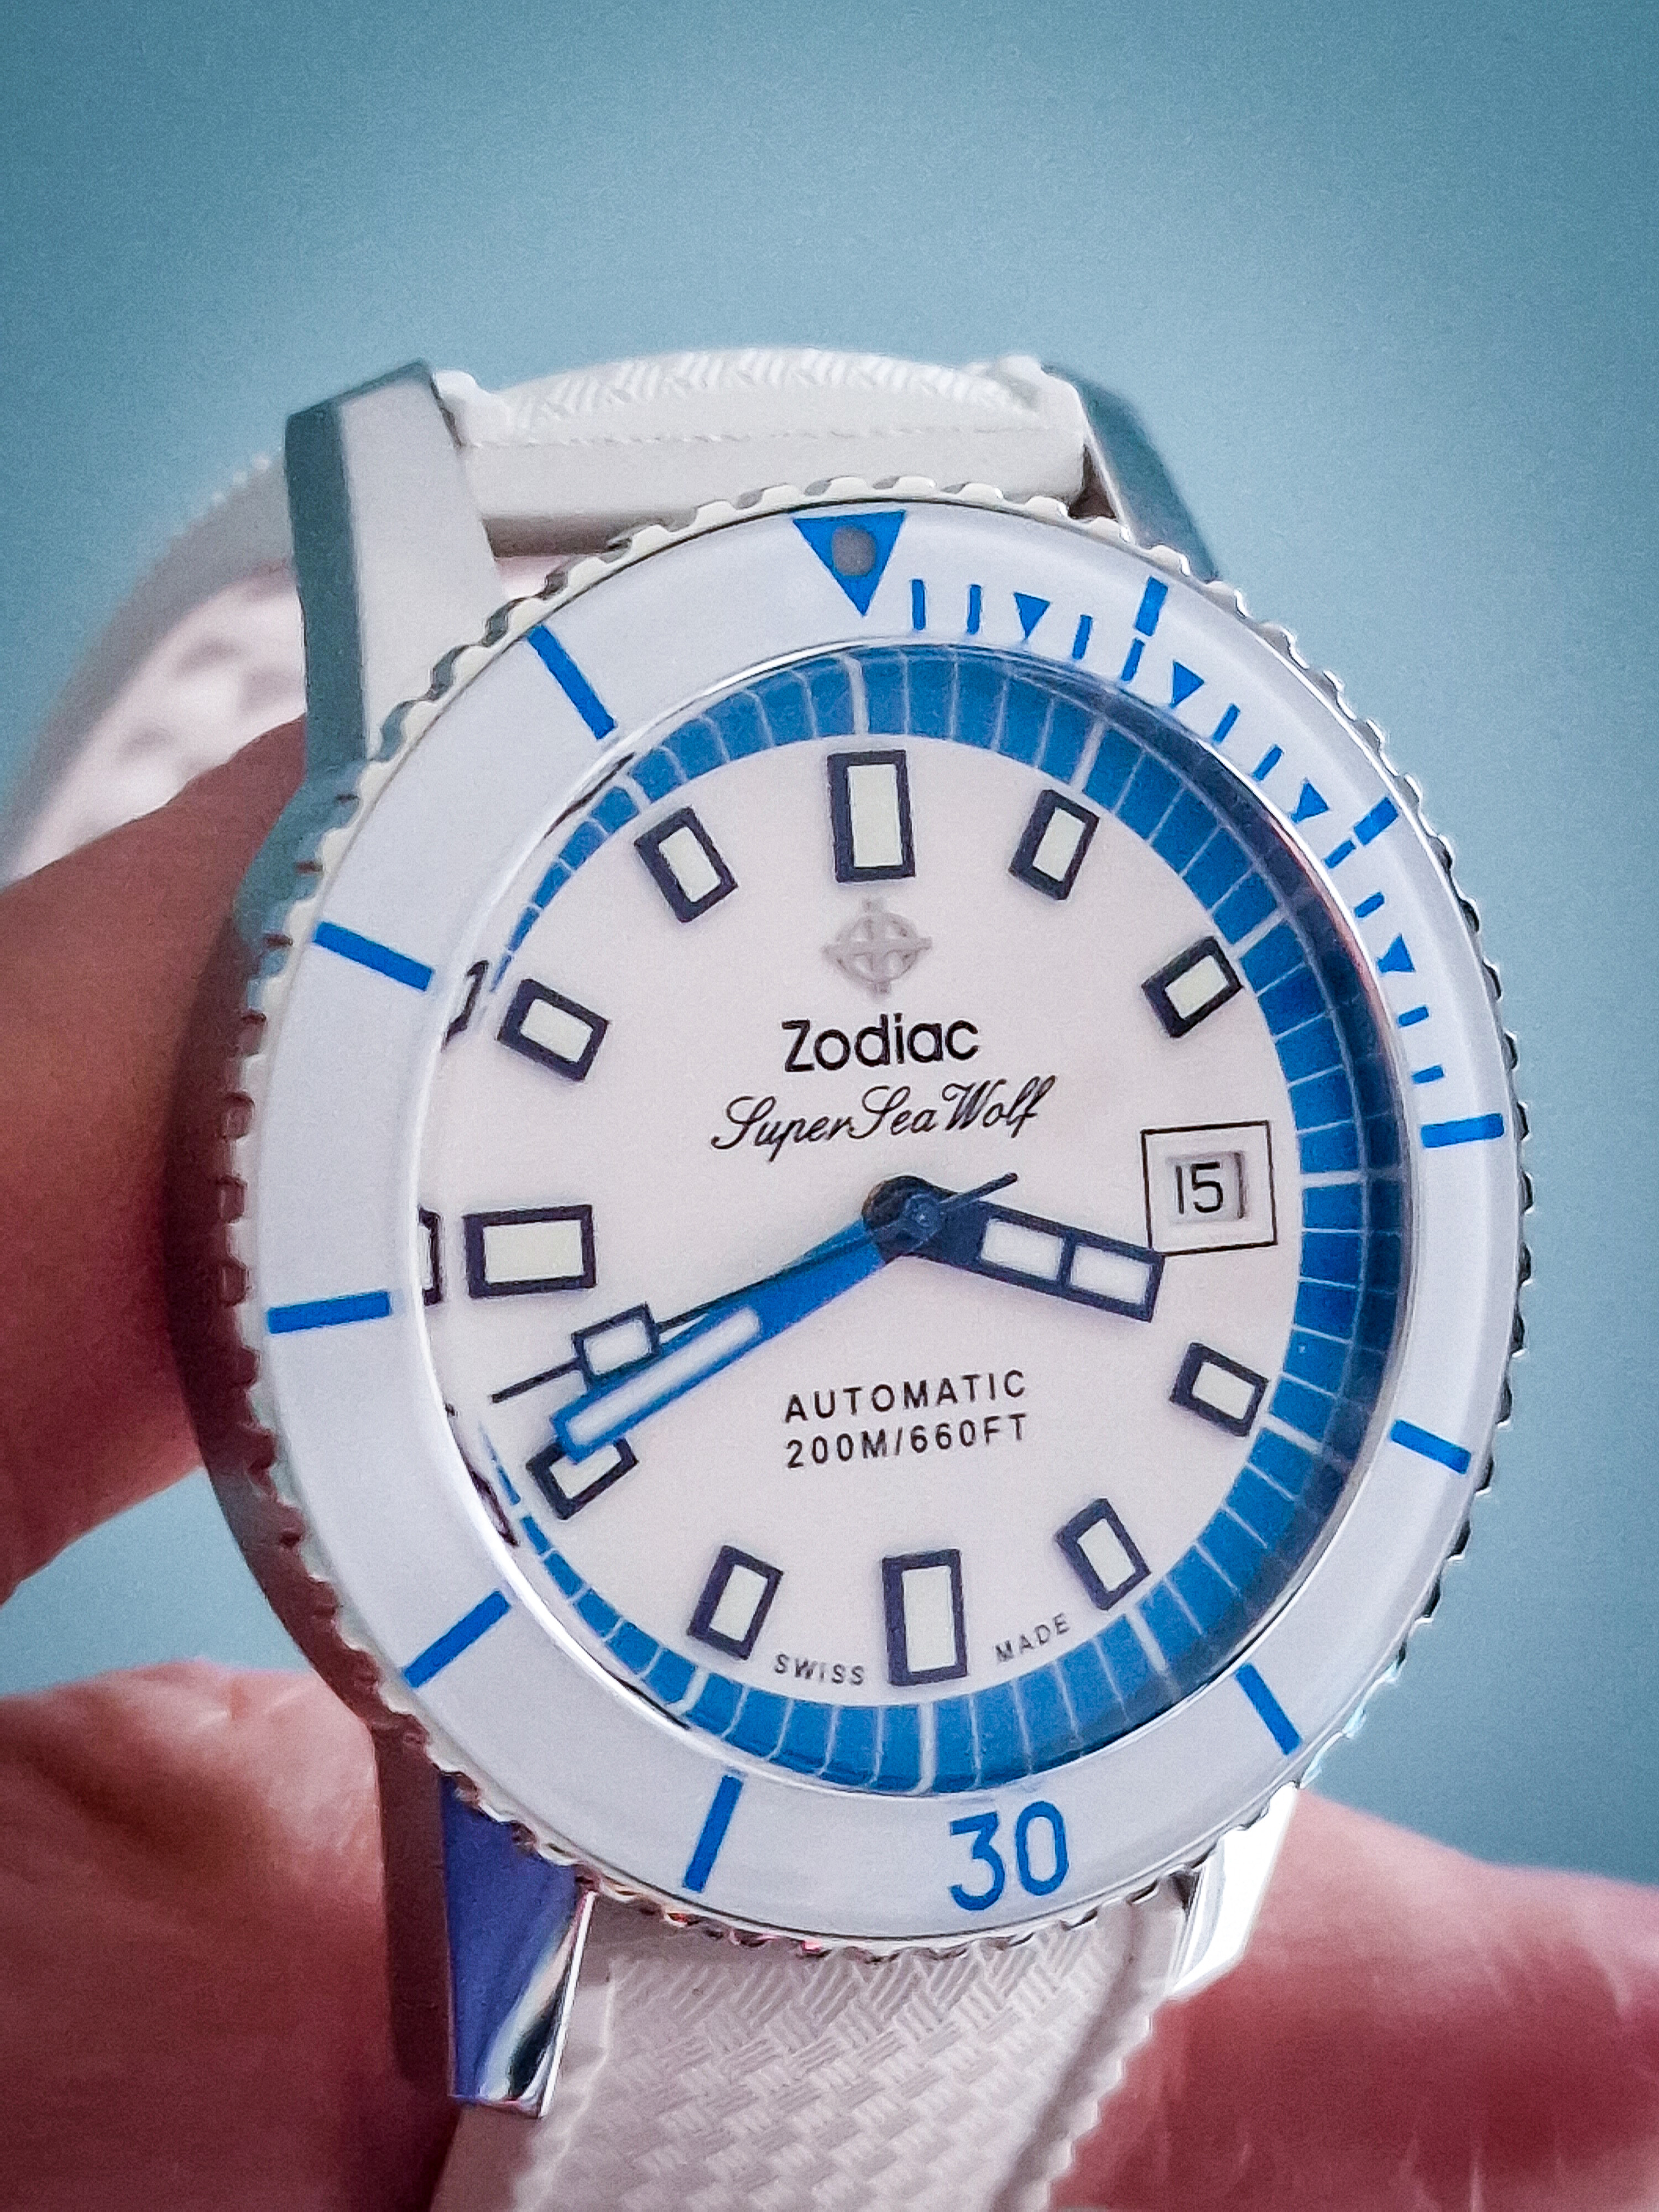 Zodiac
Super Sea Wolf
15
AUTOMATIC
200M/660FT
SWISS MADE
30